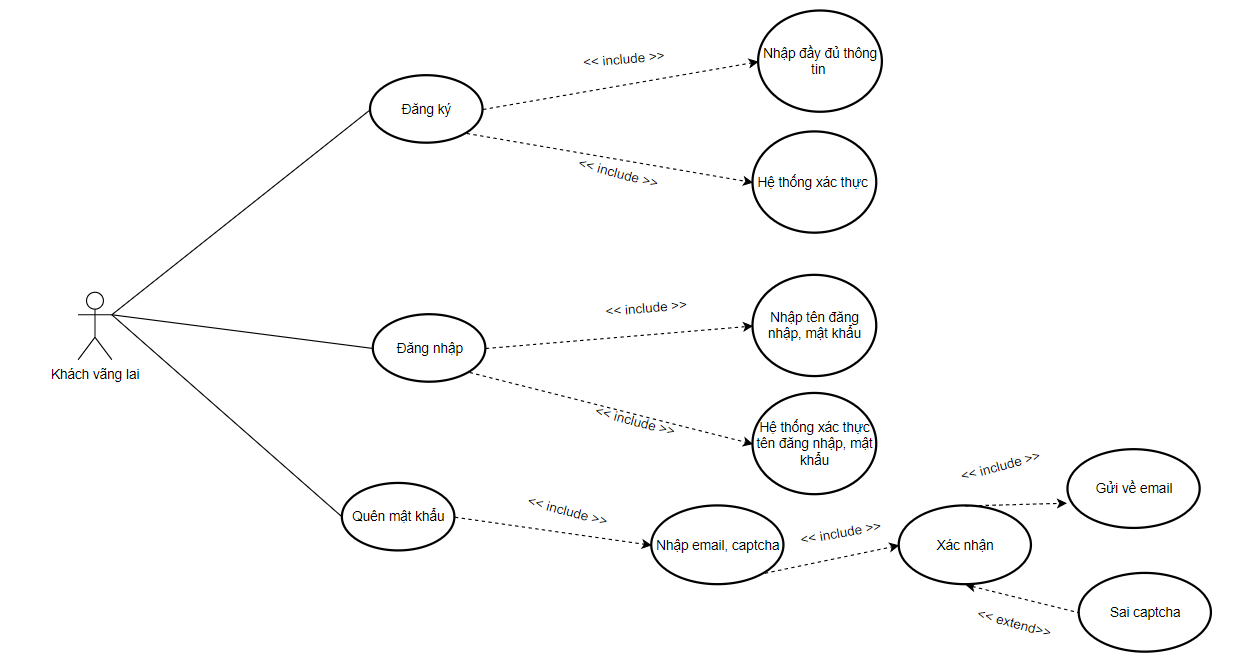 Nhập đầy đủ thông
tin
<< include >>
Đăng ký
<< include >>
Hệ thống xác thực
Khách vãng lai
<< include >>
Nhập tên đăng
nhập, mật khẩu
Đăng nhập
<< include >>
Hệ thống xác thực
tên đăng nhập, mật
khẩu
Quên mật khẩu
<< include >>
Nhập email, captcha
<< include >>
Xác nhận
<< include >>
Gửi về email
<< extend>>
Sai captcha